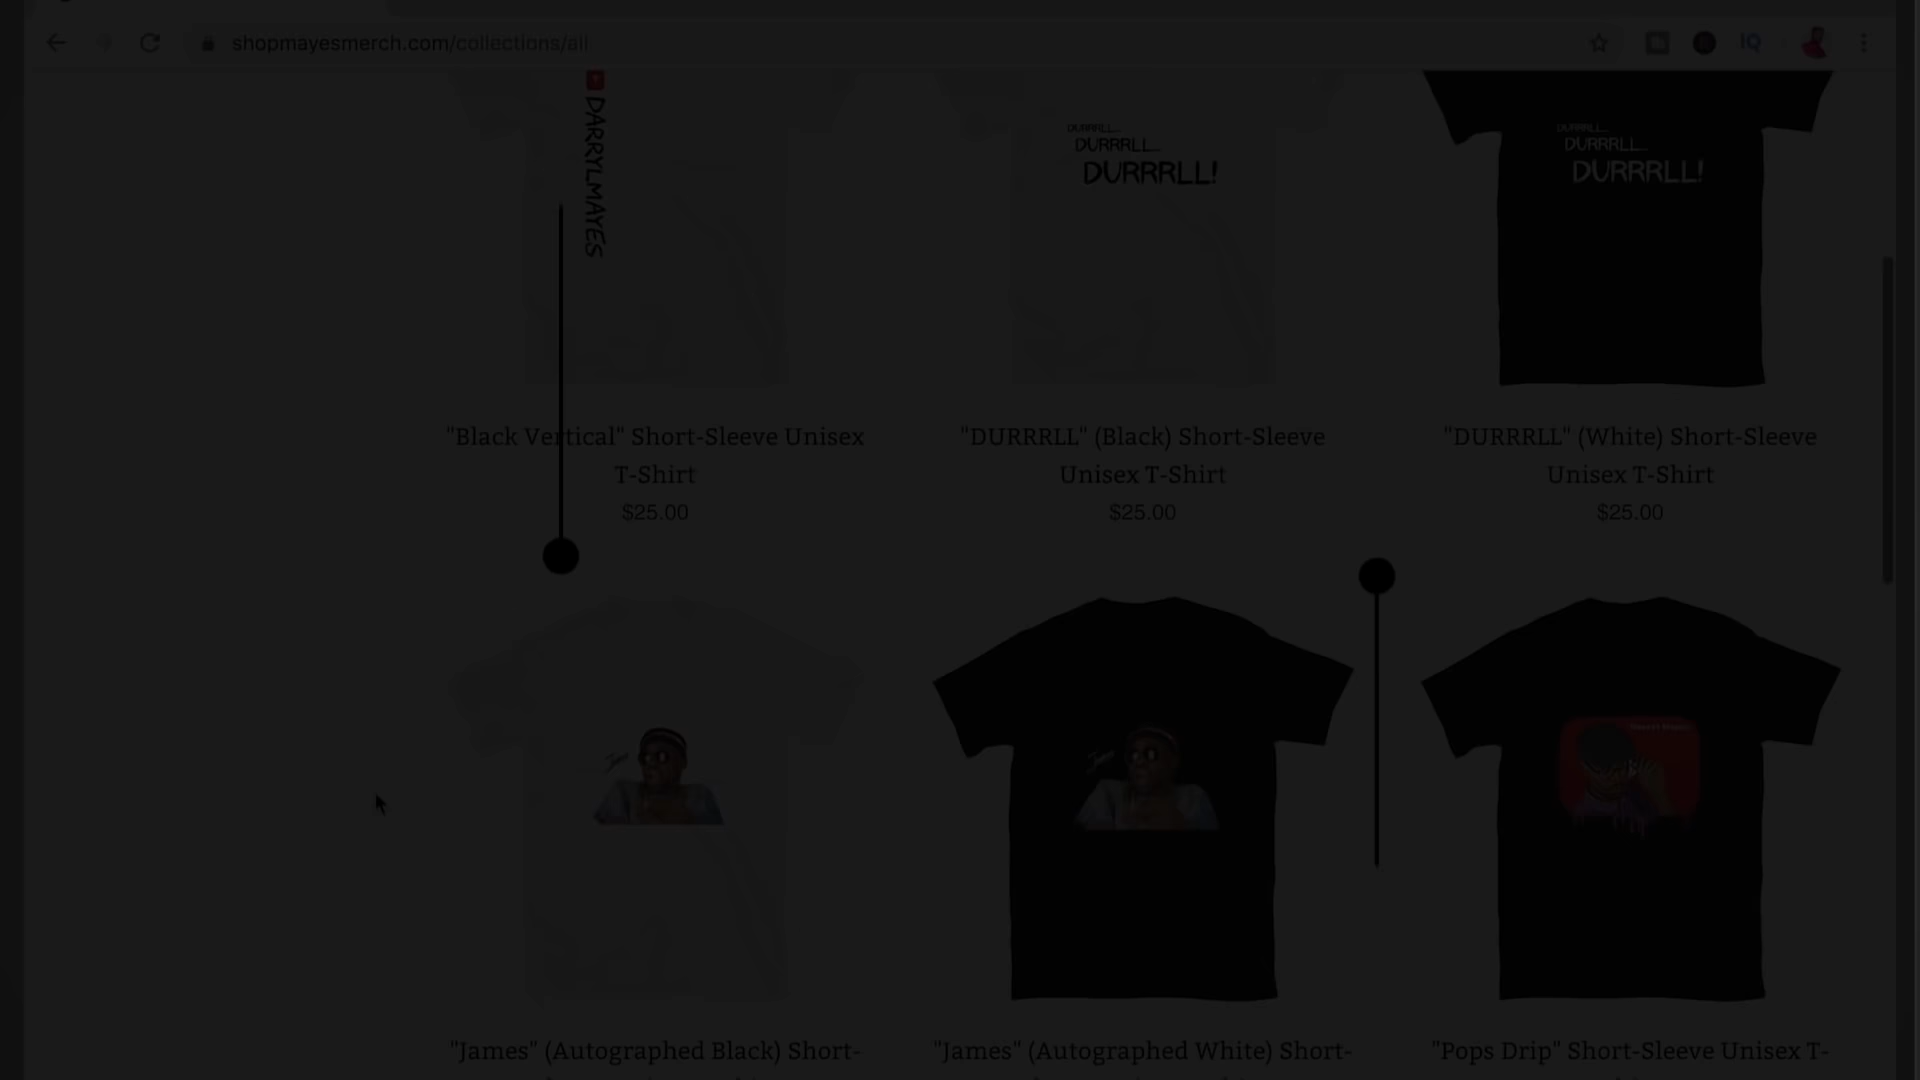 shopmayesmerch.com/collections/all
IQ
DARRYLMAYES
DURRRLL...
DURRRLL...
DURRRLL!
DURRRLL...
DURRRLL...
DURRRLL!
"Black Vertical" Short-Sleeve Unisex
T-Shirt
$25.00
"DURRRLL" (Black) Short-Sleeve
Unisex T-Shirt
$25.00
"DURRRLL" (White) Short-Sleeve
Unisex T-Shirt
$25.00
"James" (Autographed Black) Short-
"James" (Autographed White) Short-
"Pops Drip" Short-Sleeve Unisex T-